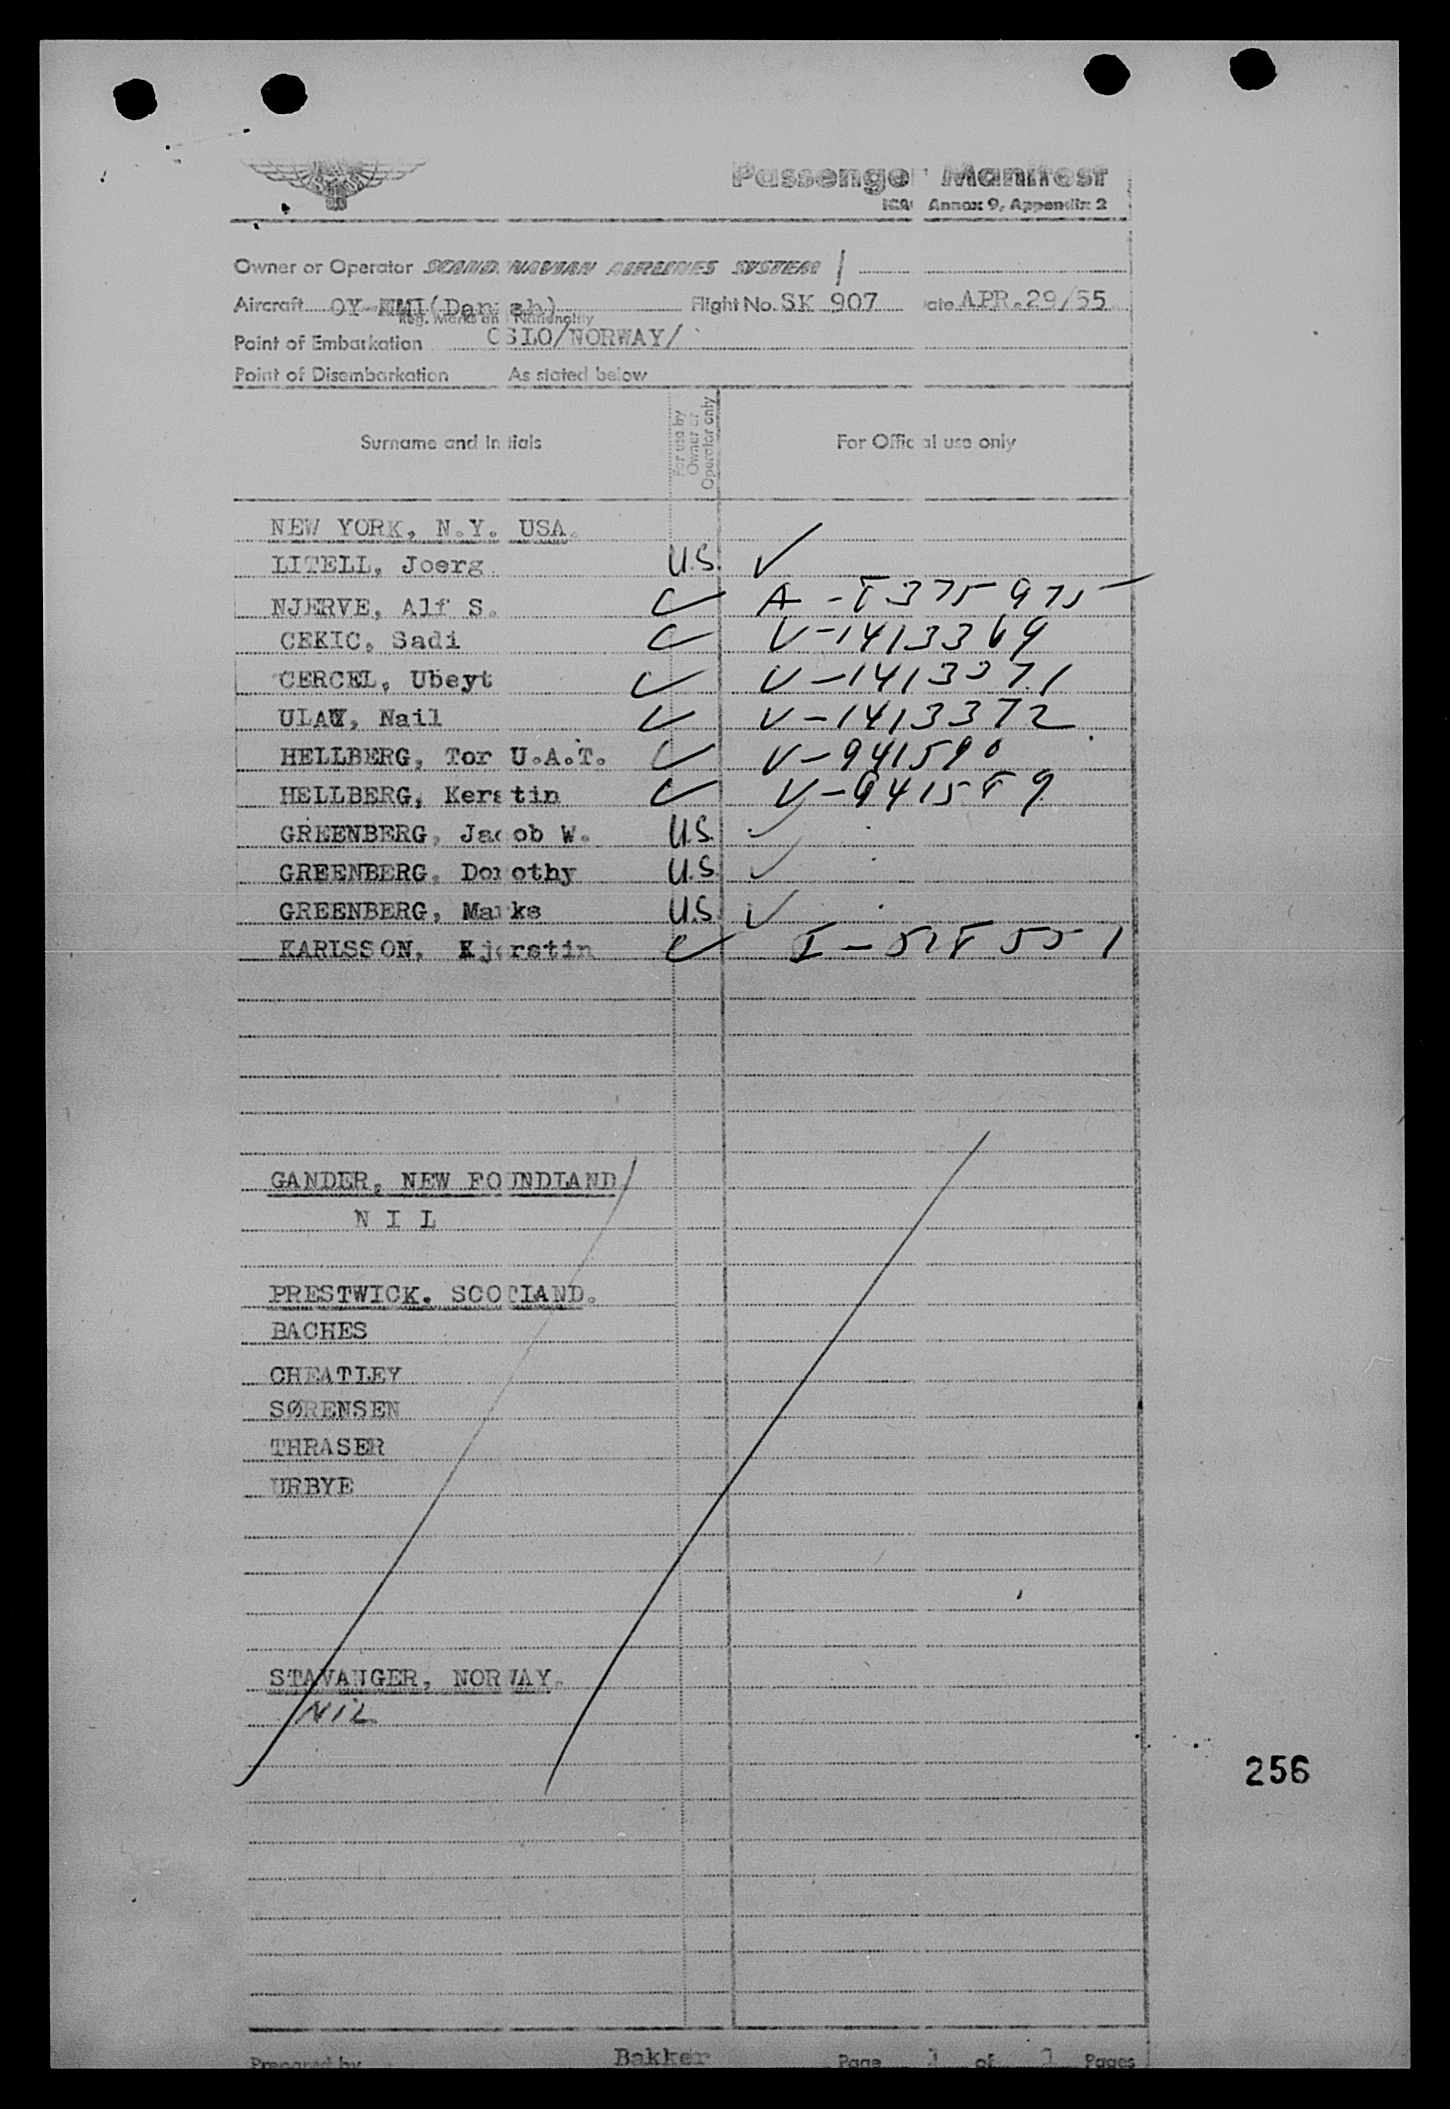 SAS
Passenger Manifest
ICAO Annex 9, Appendix 2
Owner or Operator SCANDINAVIAN AIRLINES SYSTEM
Aircraft (Danish) Flight No. SK 907 Date APR. 29/55
Reg. Marks and Nationality
Point of Embarkation OSLO/NORWAY/
Point of Disembarkation As stated below
Surname and Initials For use by Owner or Operator only For Official use only
NEW YORK, N.Y. USA.
LITELL, Joerg U.S. ✓
NJERVE, Alf S. ✓ A-8375975
CEKIC, Sadi ✓ V-1413369
CERCEL, Ubeyt ✓ V-1413371
Nail ✓ V-1413372
HELLBERG, Tor U.A.T. ✓ V-941590
HELLBERG, Kerstin ✓ V-941589
GREENBERG, Jacob W. U.S. ✓
GREENBERG, Dorothy U.S. ✓
GREENBERG, Marks U.S. ✓
KARLSSON, Kjerstin ✓
GANDER, NEW FOUNDLAND
N I L
PRESTWICK. SCOTLAND.
BACHES
CHEATLEY
SØRENSEN
THRASER
URBYE
STAVANGER, NORWAY.
NIL
256
Prepared by Bakker Page 1 of 1 Pages